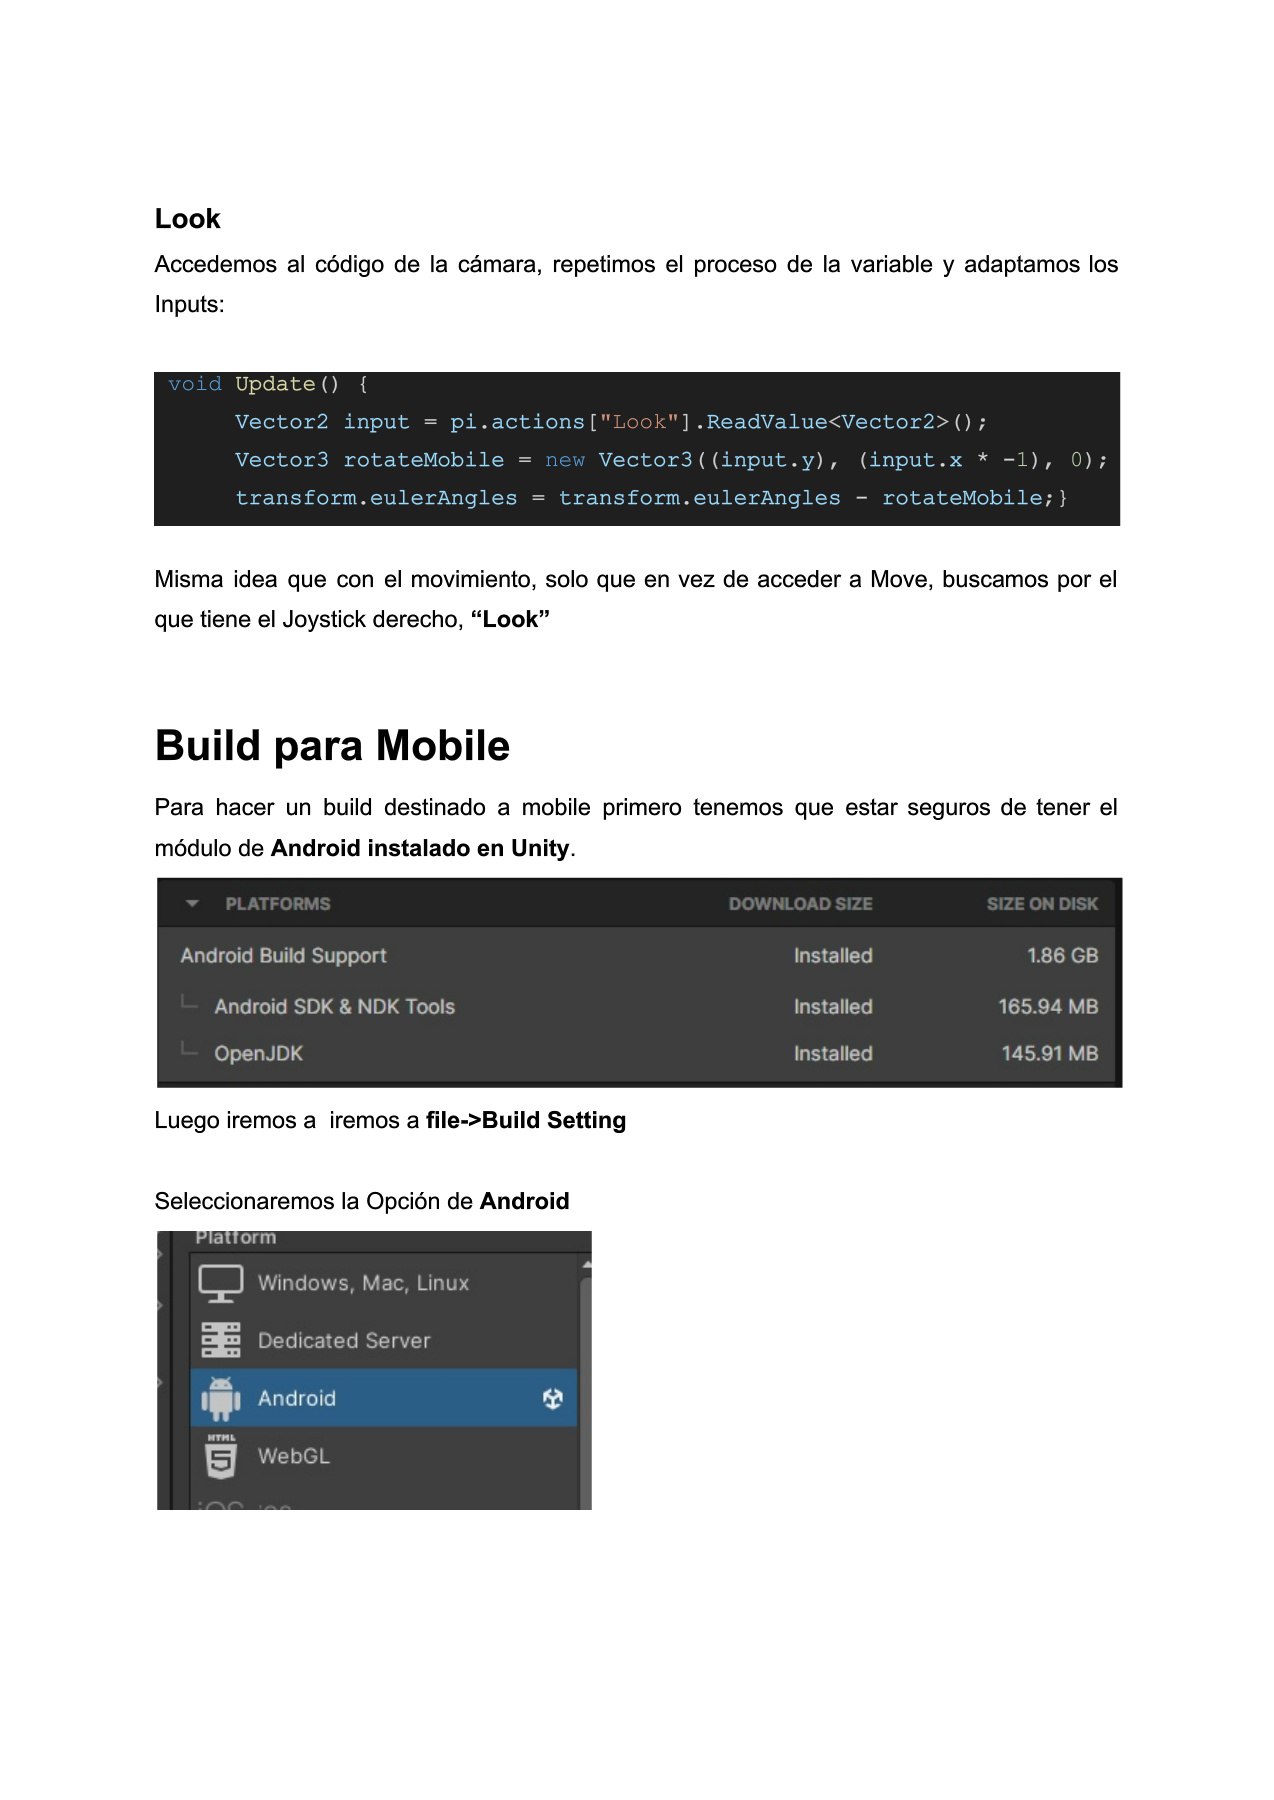 Look
Accedemos al código de la cámara, repetimos el proceso de la variable y adaptamos los
Inputs:
void Update() {
Vector2 input = pi.actions["Look"].ReadValue<Vector2>();
Vector3 rotateMobile = new Vector3((input.y), (input.x * -1), 0);
transform.eulerAngles = transform.eulerAngles - rotateMobile;}
Misma idea que con el movimiento, solo que en vez de acceder a Move, buscamos por el
que tiene el Joystick derecho, “Look”
Build para Mobile
Para hacer un build destinado a mobile primero tenemos que estar seguros de tener el
módulo de Android instalado en Unity.
PLATFORMS DOWNLOAD SIZE SIZE ON DISK
Android Build Support Installed 1.86 GB
Android SDK & NDK Tools Installed 165.94 MB
OpenJDK Installed 145.91 MB
Luego iremos a  iremos a file->Build Setting
Seleccionaremos la Opción de Android
Platform
Windows, Mac, Linux
Dedicated Server
Android
HTML 5 WebGL